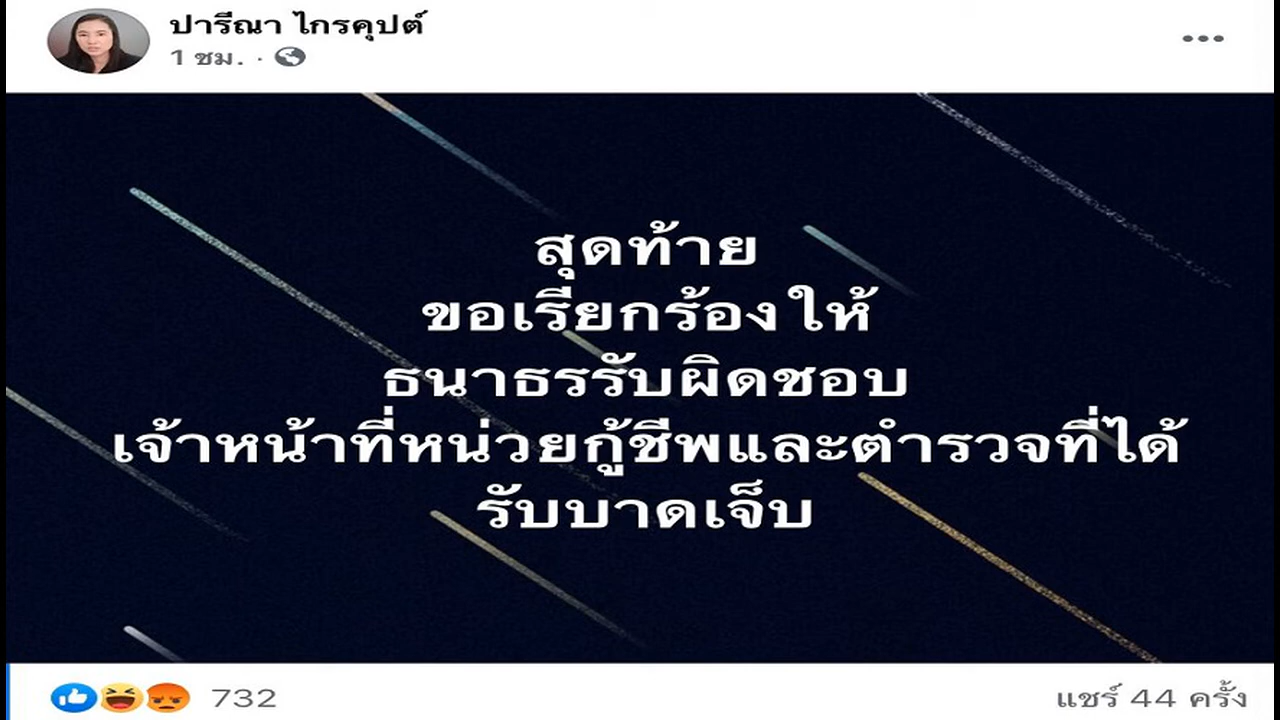 ปารีณา ไกรคุปต์
1 ชม. ·
สุดท้าย
ขอเรียกร้องให้
ธนาธรรับผิดชอบ
เจ้าหน้าที่หน่วยกู้ชีพและตำรวจที่ได้
รับบาดเจ็บ
732
แชร์ 44 ครั้ง